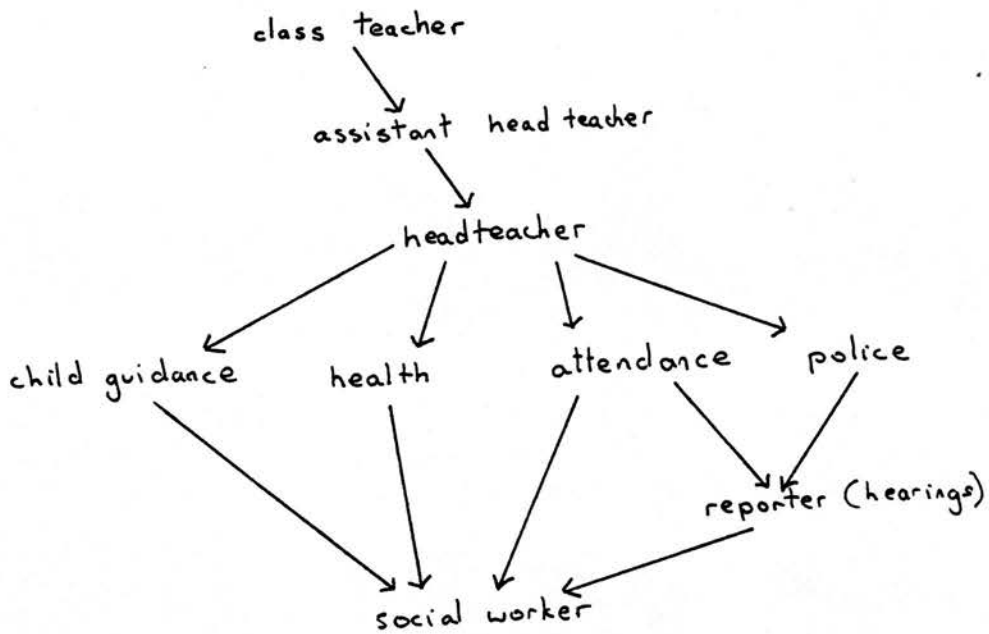 class teacher
assistant head teacher
headteacher
child guidance health attendance police
reporter (hearings)
social worker